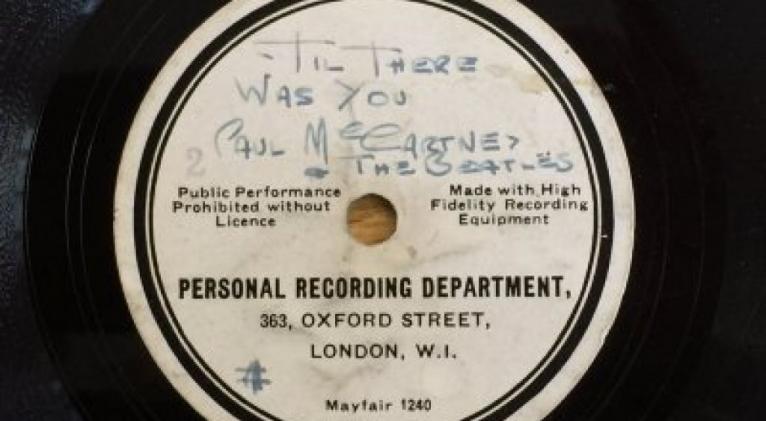 'TIL THERE
WAS YOU
PAUL McCARTNEY
& THE BEATLES
2
Public Performance
Prohibited without
Licence
Made with High
Fidelity Recording
Equipment
PERSONAL RECORDING DEPARTMENT,
363, OXFORD STREET,
LONDON, W.I.
#
Mayfair 1240